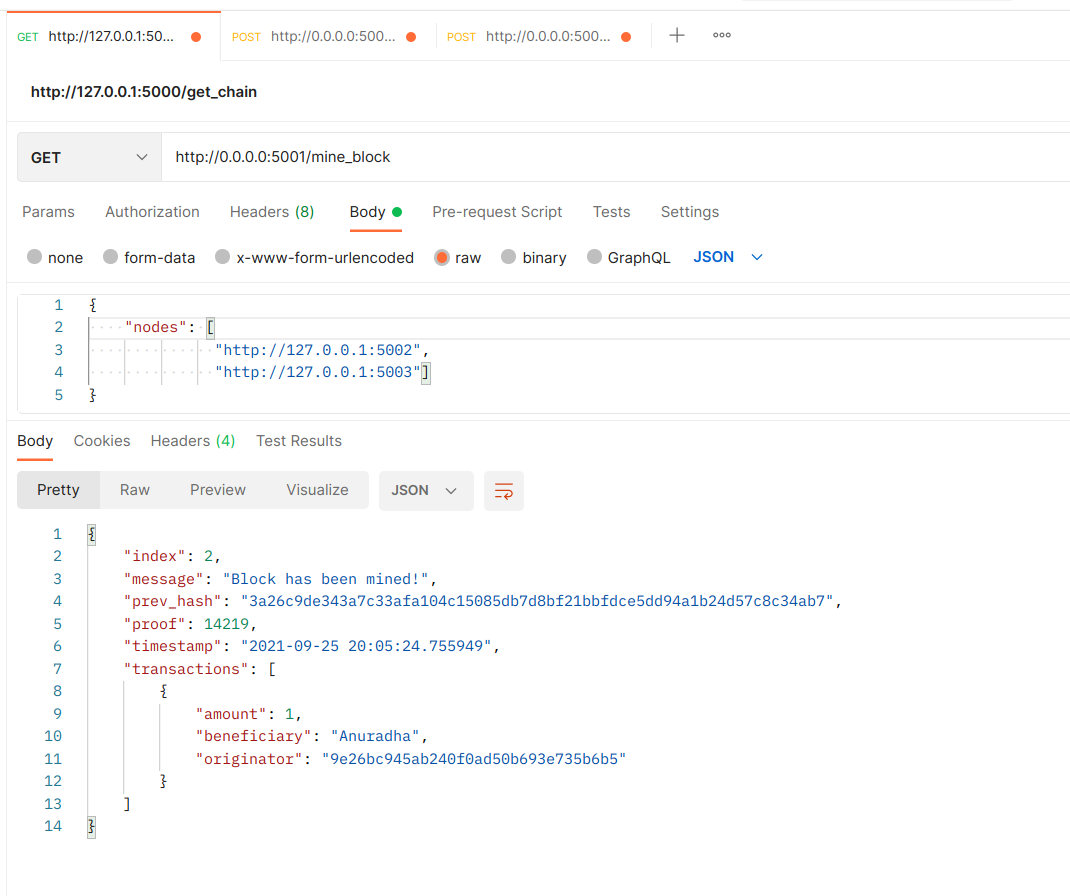 GET http://127.0.0.1:50... POST http://0.0.0.0:500... POST http://0.0.0.0:500...
http://127.0.0.1:5000/get_chain
GET http://0.0.0.0:5001/mine_block
Params Authorization Headers (8) Body Pre-request Script Tests Settings
none form-data x-www-form-urlencoded raw binary GraphQL JSON
1 {
2 "nodes": [
3 "http://127.0.0.1:5002",
4 "http://127.0.0.1:5003"]
5 }
Body Cookies Headers (4) Test Results
Pretty Raw Preview Visualize JSON
1 {
2 "index": 2,
3 "message": "Block has been mined!",
4 "prev_hash": "3a26c9de343a7c33afa104c15085db7d8bf21bbfdce5dd94a1b24d57c8c34ab7",
5 "proof": 14219,
6 "timestamp": "2021-09-25 20:05:24.755949",
7 "transactions": [
8 {
9 "amount": 1,
10 "beneficiary": "Anuradha",
11 "originator": "9e26bc945ab240f0ad50b693e735b6b5"
12 }
13 ]
14 }